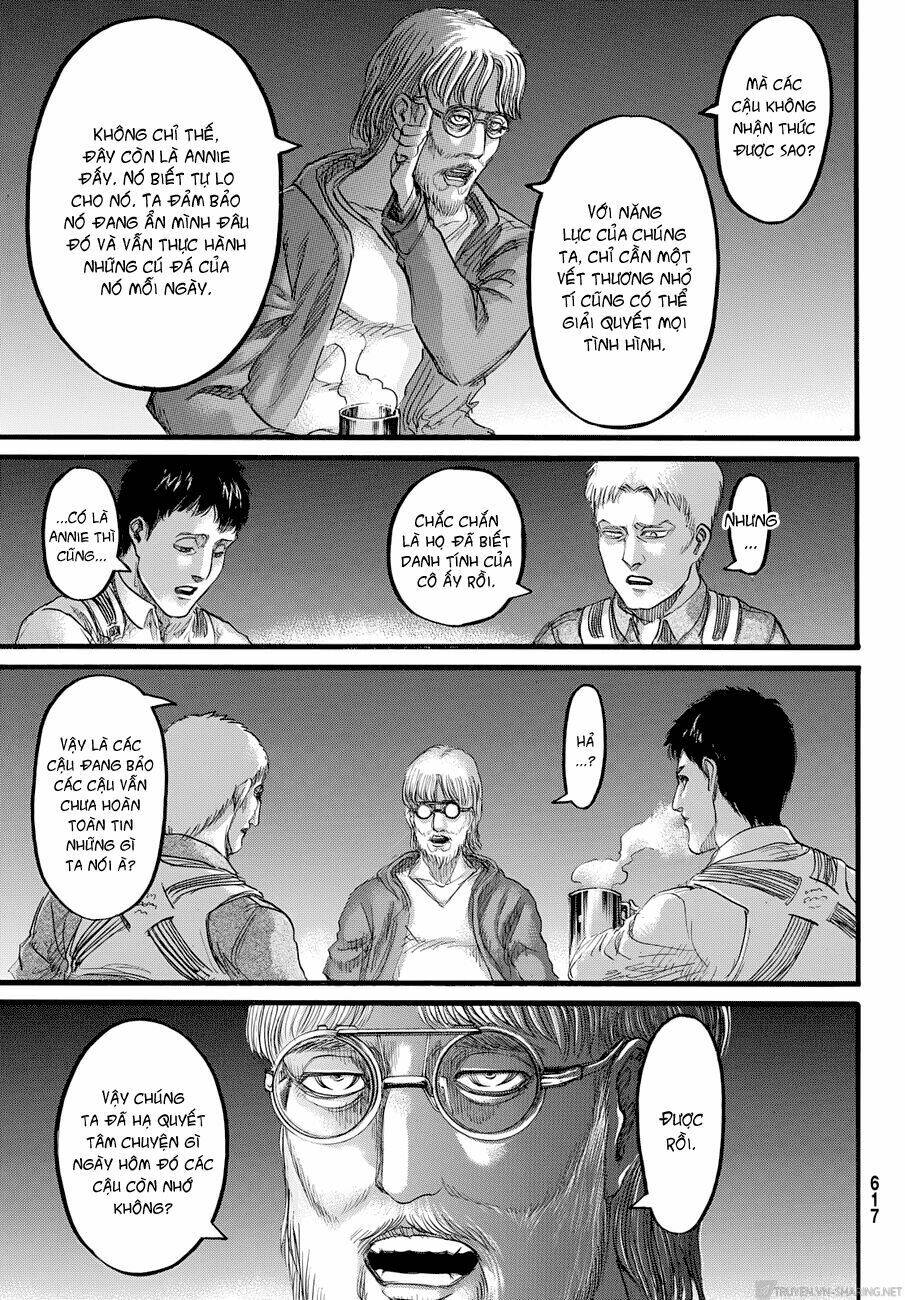 MÀ CÁC
CẬU KHÔNG
NHẬN THỨC
ĐƯỢC SAO?
VỚI NĂNG
LỰC CỦA CHÚNG
TA, CHỈ CẦN MỘT
VẾT THƯƠNG NHỎ
TÍ CŨNG CÓ THỂ
GIẢI QUYẾT MỌI
TÌNH HÌNH.
KHÔNG CHỈ THẾ,
ĐÂY CÒN LÀ ANNIE
ĐẤY. NÓ BIẾT TỰ LO
CHO NÓ. TA ĐẢM BẢO
NÓ ĐANG ẨN MÌNH ĐÂU
ĐÓ VÀ VẪN THỰC HÀNH
NHỮNG CÚ ĐÁ CỦA
NÓ MỖI NGÀY.
NHƯNG
...
CHẮC CHẮN
LÀ HỌ ĐÃ BIẾT
DANH TÍNH CỦA
CÔ ẤY RỒI.
...CÓ LÀ
ANNIE THÌ
CŨNG...
HẢ
...?
VẬY LÀ CÁC
CẬU ĐANG BẢO
CÁC CẬU VẪN
CHƯA HOÀN
TOÀN TIN
NHỮNG GÌ
TA NÓI À?
ĐƯỢC
RỒI.
VẬY CHÚNG
TA ĐÃ HẠ QUYẾT
TÂM CHUYỆN GÌ
NGÀY HÔM ĐÓ CÁC
CẬU CÒN NHỚ
KHÔNG?
617
TRUYEN.VN-SHARING.NET